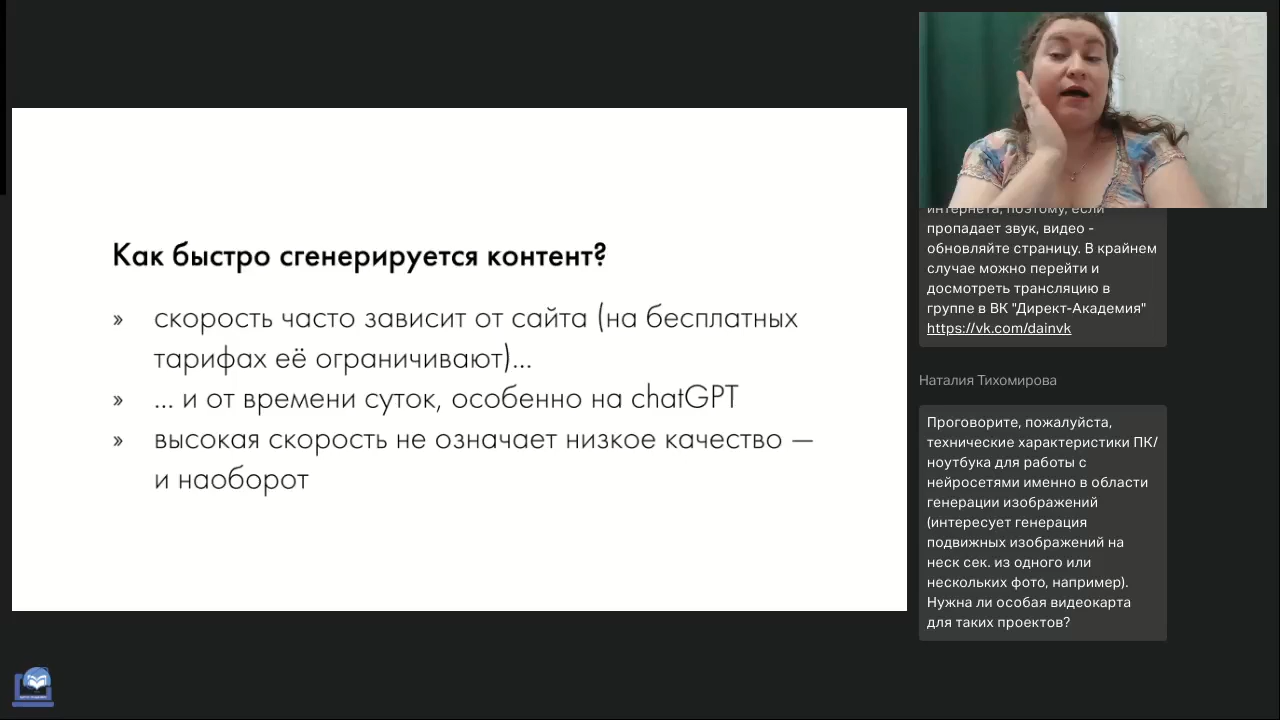 Как быстро сгенерируется контент?
» скорость часто зависит от сайта (на бесплатных
тарифах её ограничивают)...
» ... и от времени суток, особенно на chatGPT
» высокая скорость не означает низкое качество —
и наоборот
интернета, поэтому, если
пропадает звук, видео -
обновляйте страницу. В крайнем
случае можно перейти и
досмотреть трансляцию в
группе в ВК "Директ-Академия"
https://vk.com/dainvk
Наталия Тихомирова
Проговорите, пожалуйста,
технические характеристики ПК/
ноутбука для работы с
нейросетями именно в области
генерации изображений
(интересует генерация
подвижных изображений на
неск сек. из одного или
нескольких фото, например).
Нужна ли особая видеокарта
для таких проектов?